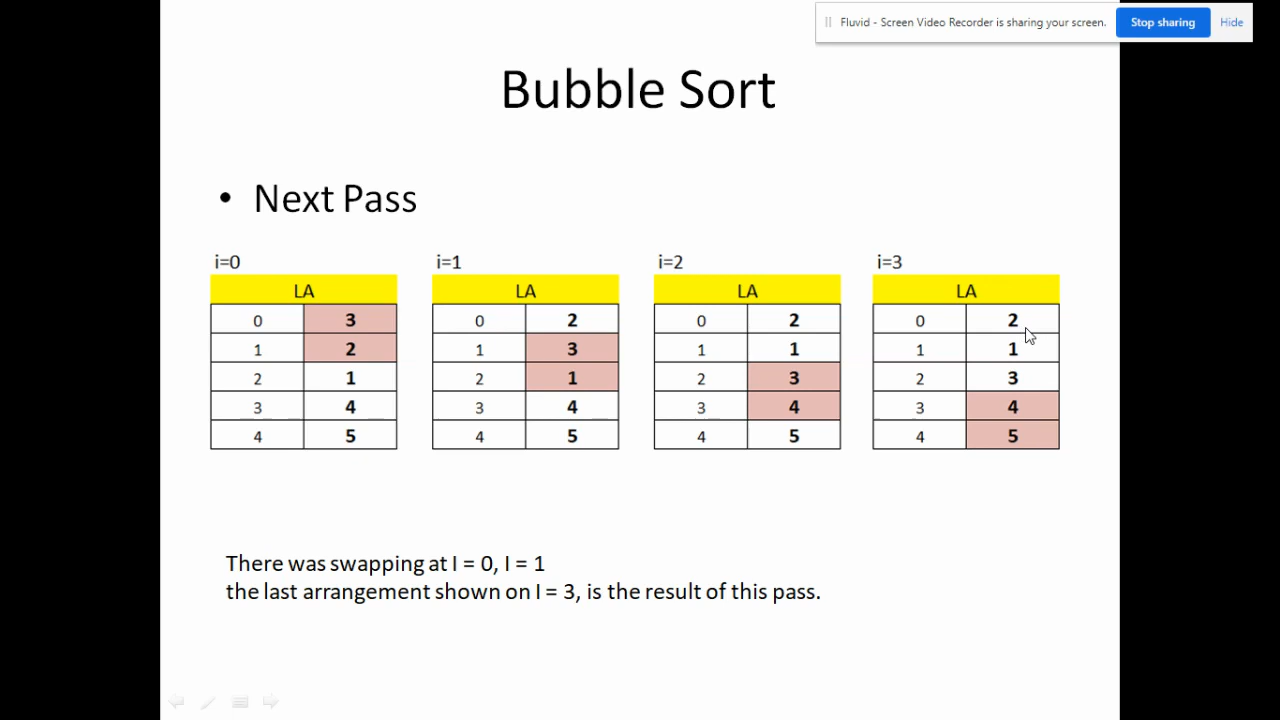 Fluvid - Screen Video Recorder is sharing your screen. Stop sharing Hide
Bubble Sort
• Next Pass
i=0 i=1 i=2 i=3
LA LA LA LA
0 3 0 2 0 2 0 2
1 2 1 3 1 1 1 1
2 1 2 1 2 3 2 3
3 4 3 4 3 4 3 4
4 5 4 5 4 5 4 5
There was swapping at I = 0, I = 1
the last arrangement shown on I = 3, is the result of this pass.